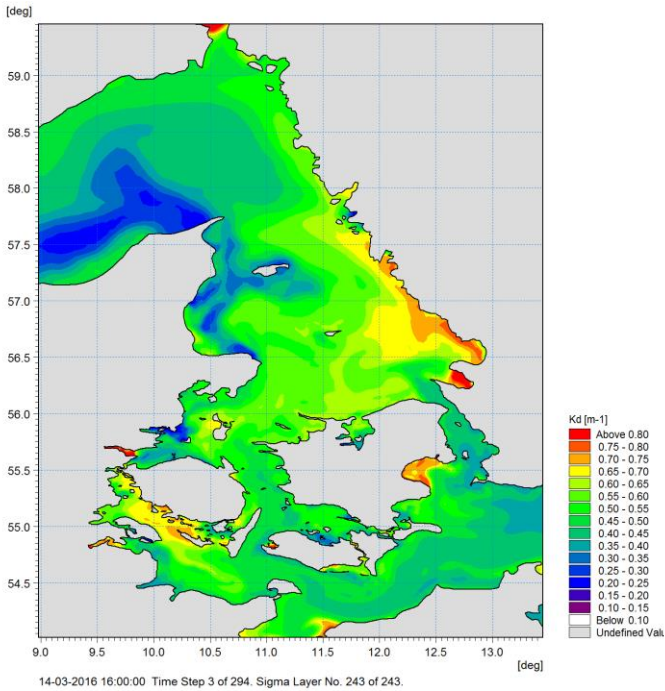 [deg]
59.0
58.5
58.0
57.5
57.0
56.5
56.0
55.5
55.0
54.5
9.0 9.5 10.0 10.5 11.0 11.5 12.0 12.5 13.0
[deg]
Kd [m-1]
Above 0.80
0.75 - 0.80
0.70 - 0.75
0.65 - 0.70
0.60 - 0.65
0.55 - 0.60
0.50 - 0.55
0.45 - 0.50
0.40 - 0.45
0.35 - 0.40
0.30 - 0.35
0.25 - 0.30
0.20 - 0.25
0.15 - 0.20
0.10 - 0.15
Below 0.10
Undefined Valu
14-03-2016 16:00:00 Time Step 3 of 294. Sigma Layer No. 243 of 243.